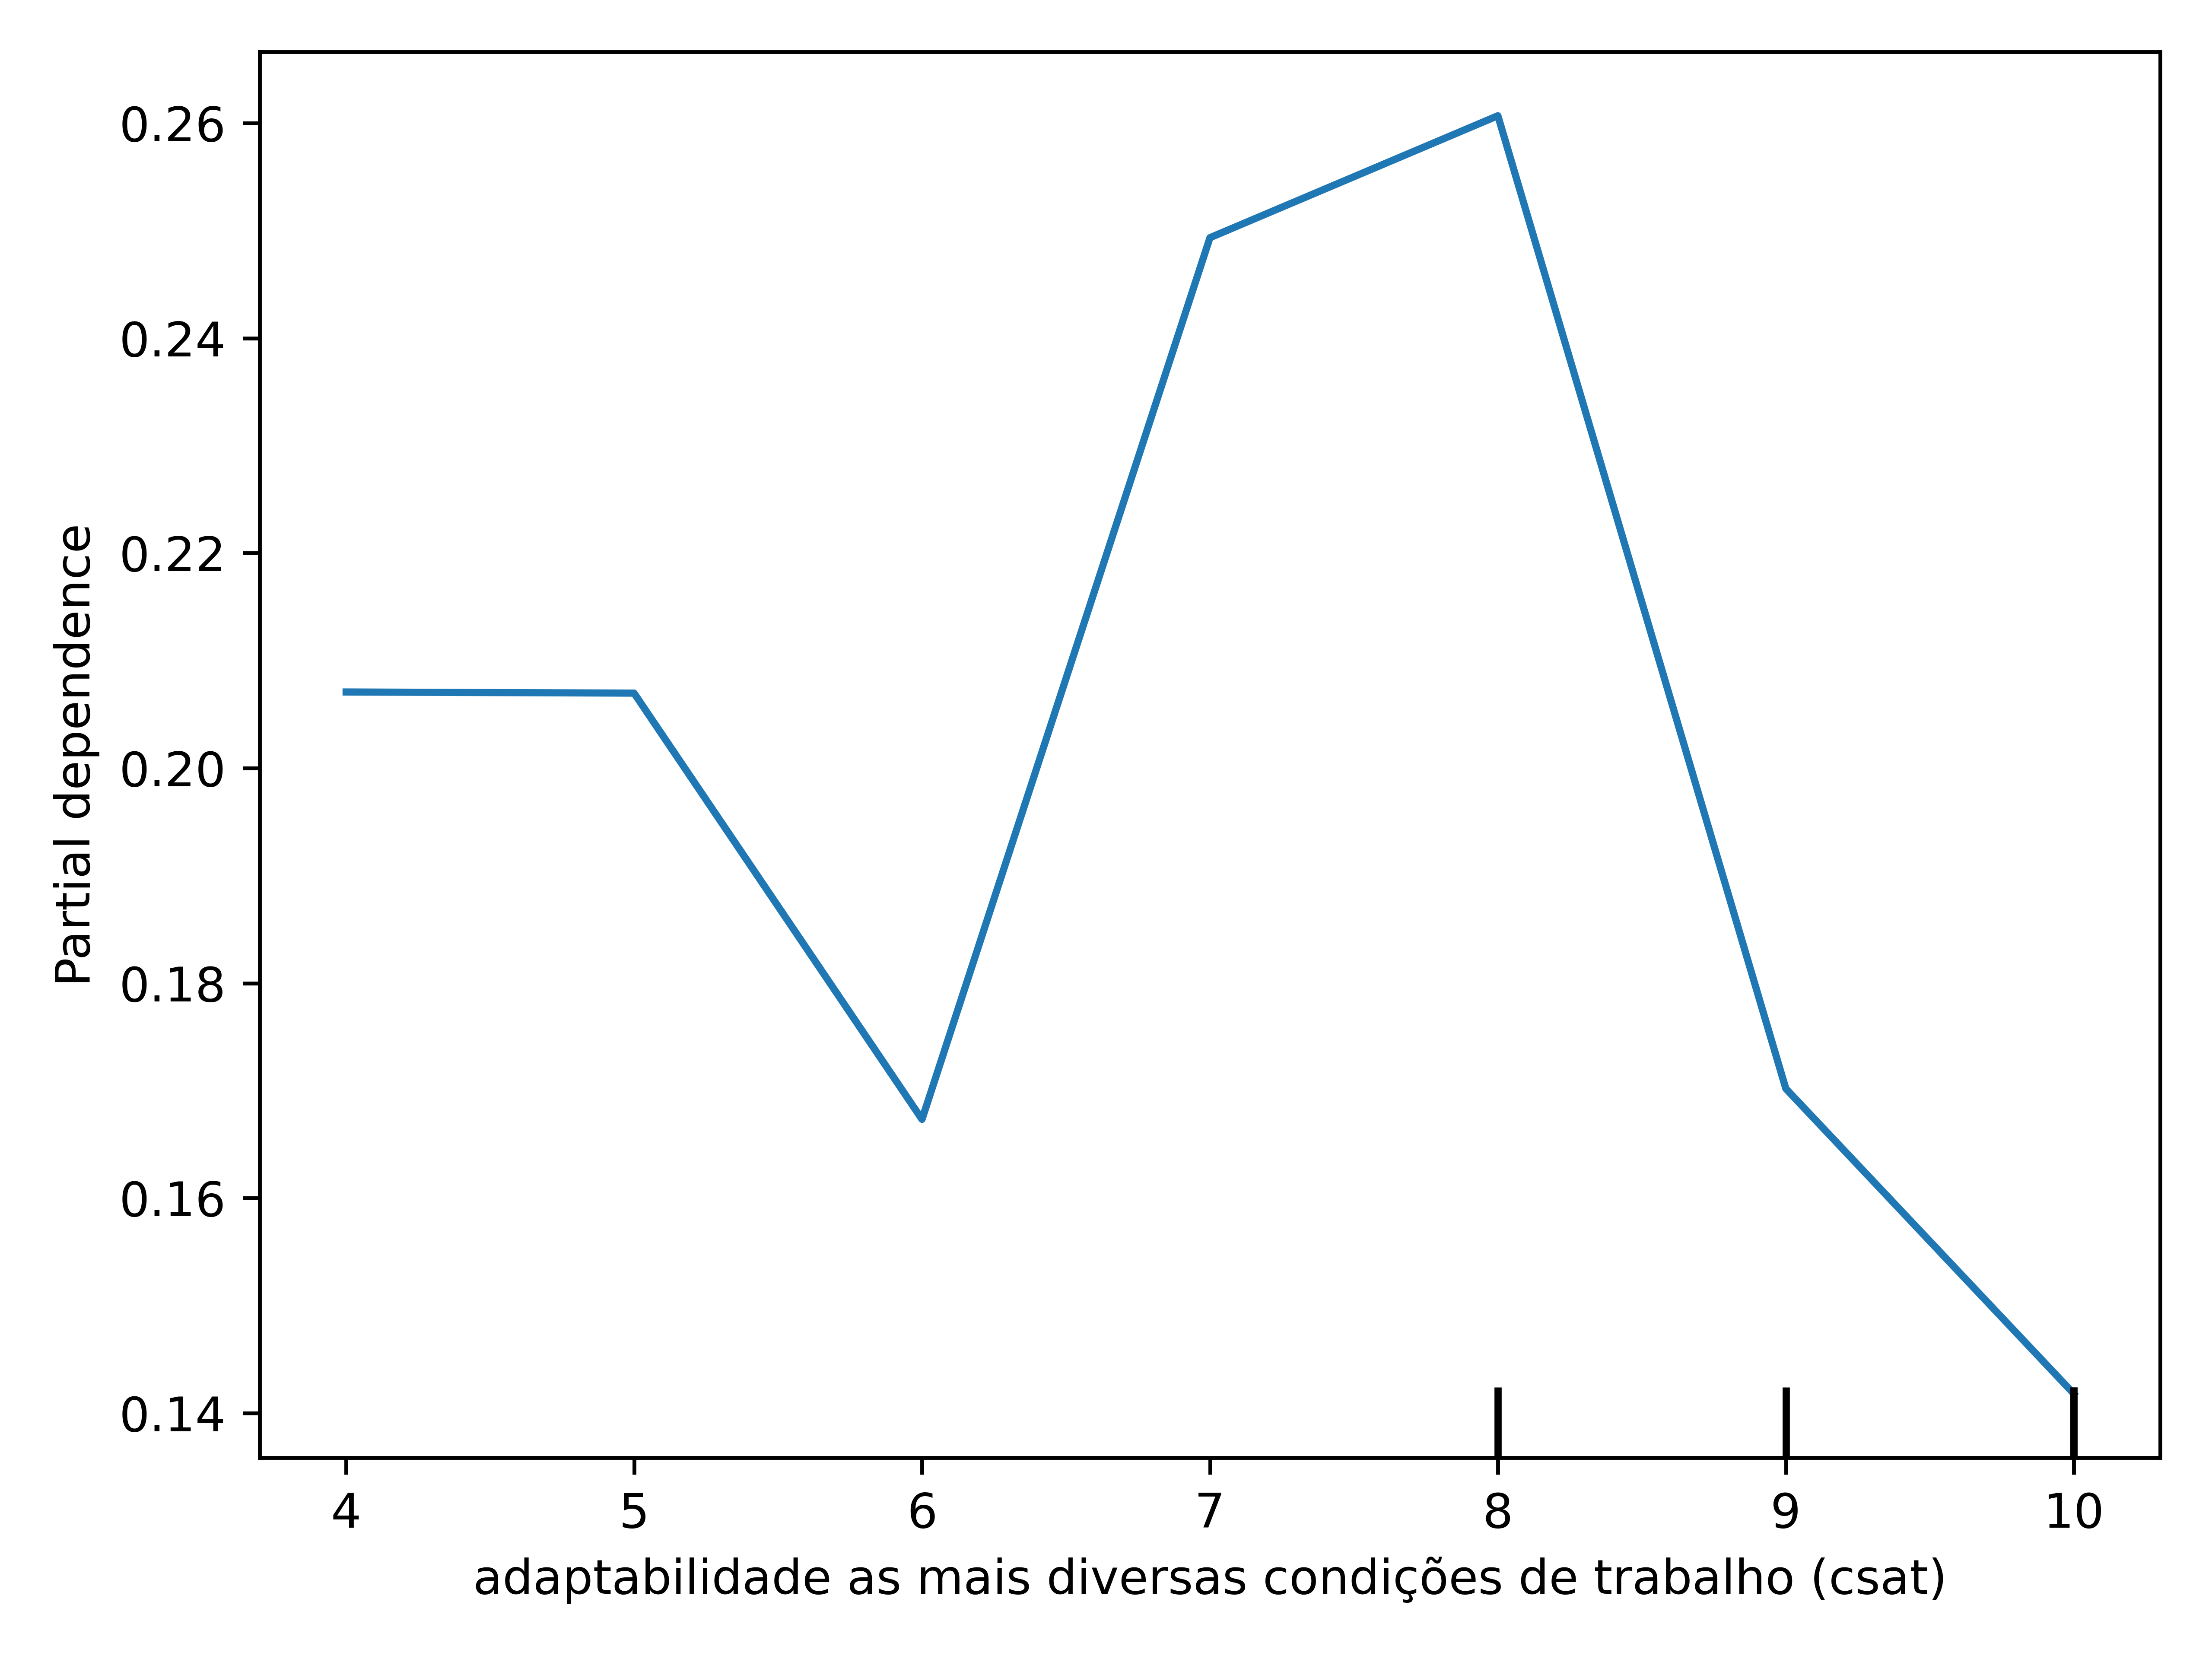 0.26
0.24
0.22
0.20
0.18
0.16
0.14
Partial dependence
4 5 6 7 8 9 10
adaptabilidade as mais diversas condições de trabalho (csat)